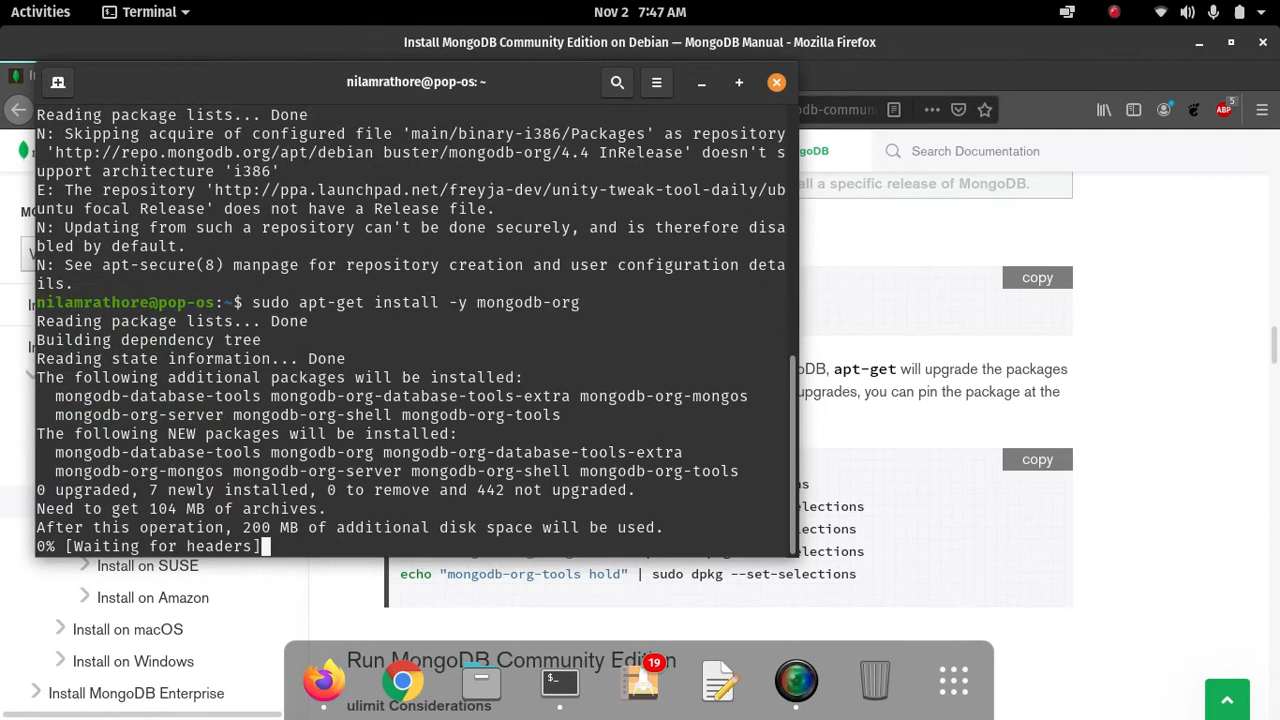 Activities
Terminal
Nov 2 7:47 AM
Install MongoDB Community Edition on Debian — MongoDB Manual - Mozilla Firefox
nilamrathore@pop-os: ~
odb-commun
5
ABP
Reading package lists... Done
N: Skipping acquire of configured file 'main/binary-i386/Packages' as repository
'http://repo.mongodb.org/apt/debian buster/mongodb-org/4.4 InRelease' doesn't s
upport architecture 'i386'
E: The repository 'http://ppa.launchpad.net/freyja-dev/unity-tweak-tool-daily/ub
untu focal Release' does not have a Release file.
N: Updating from such a repository can't be done securely, and is therefore disa
bled by default.
N: See apt-secure(8) manpage for repository creation and user configuration deta
ils.
nilamrathore@pop-os:~$ sudo apt-get install -y mongodb-org
Reading package lists... Done
Building dependency tree
Reading state information... Done
The following additional packages will be installed:
mongodb-database-tools mongodb-org-database-tools-extra mongodb-org-mongos
mongodb-org-server mongodb-org-shell mongodb-org-tools
The following NEW packages will be installed:
mongodb-database-tools mongodb-org mongodb-org-database-tools-extra
mongodb-org-mongos mongodb-org-server mongodb-org-shell mongodb-org-tools
0 upgraded, 7 newly installed, 0 to remove and 442 not upgraded.
Need to get 104 MB of archives.
After this operation, 200 MB of additional disk space will be used.
0% [Waiting for headers]
goDB
Search Documentation
all a specific release of MongoDB.
copy
oDB, apt-get will upgrade the packages
upgrades, you can pin the package at the
copy
ns
elections
elections
elections
echo "mongodb-org-tools hold" | sudo dpkg --set-selections
Install on SUSE
Install on Amazon
Install on macOS
Install on Windows
Install MongoDB Enterprise
Run MongoDB Community Edition
ulimit Considerations
19